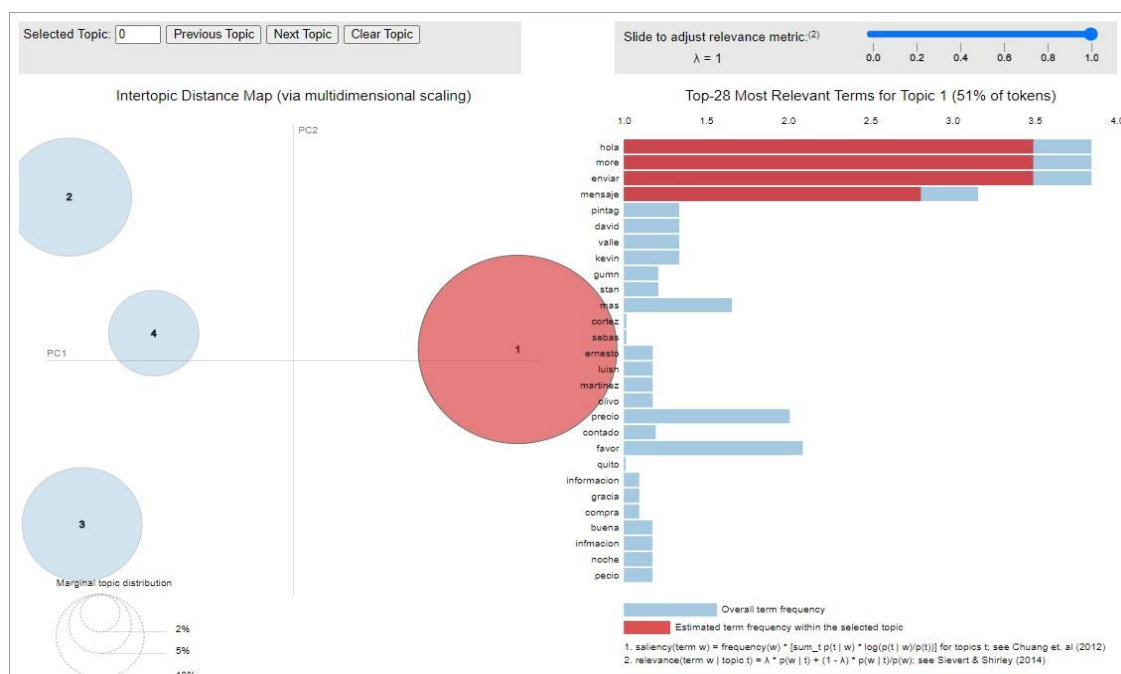 Selected Topic: 0 Previous Topic Next Topic Clear Topic
Slide to adjust relevance metric:(2)
λ = 1
0.0 0.2 0.4 0.6 0.8 1.0
Intertopic Distance Map (via multidimensional scaling)
PC2
PC1
2
4
1
3
Marginal topic distribution
2%
5%
10%
Top-28 Most Relevant Terms for Topic 1 (51% of tokens)
1.0 1.5 2.0 2.5 3.0 3.5 4.0
hola
more
enviar
mensaje
pintag
david
valle
kevin
gumn
stan
mas
cortez
sebas
ernesto
luisn
martinez
olivo
precio
contado
favor
quito
informacion
gracia
compra
buena
infmacion
noche
pecio
Overall term frequency
Estimated term frequency within the selected topic
1. saliency(term w) = frequency(w) * [sum_t p(t | w) * log(p(t | w)/p(t))] for topics t; see Chuang et. al (2012)
2. relevance(term w | topic t) = λ * p(w | t) + (1 - λ) * p(w | t)/p(w); see Sievert & Shirley (2014)